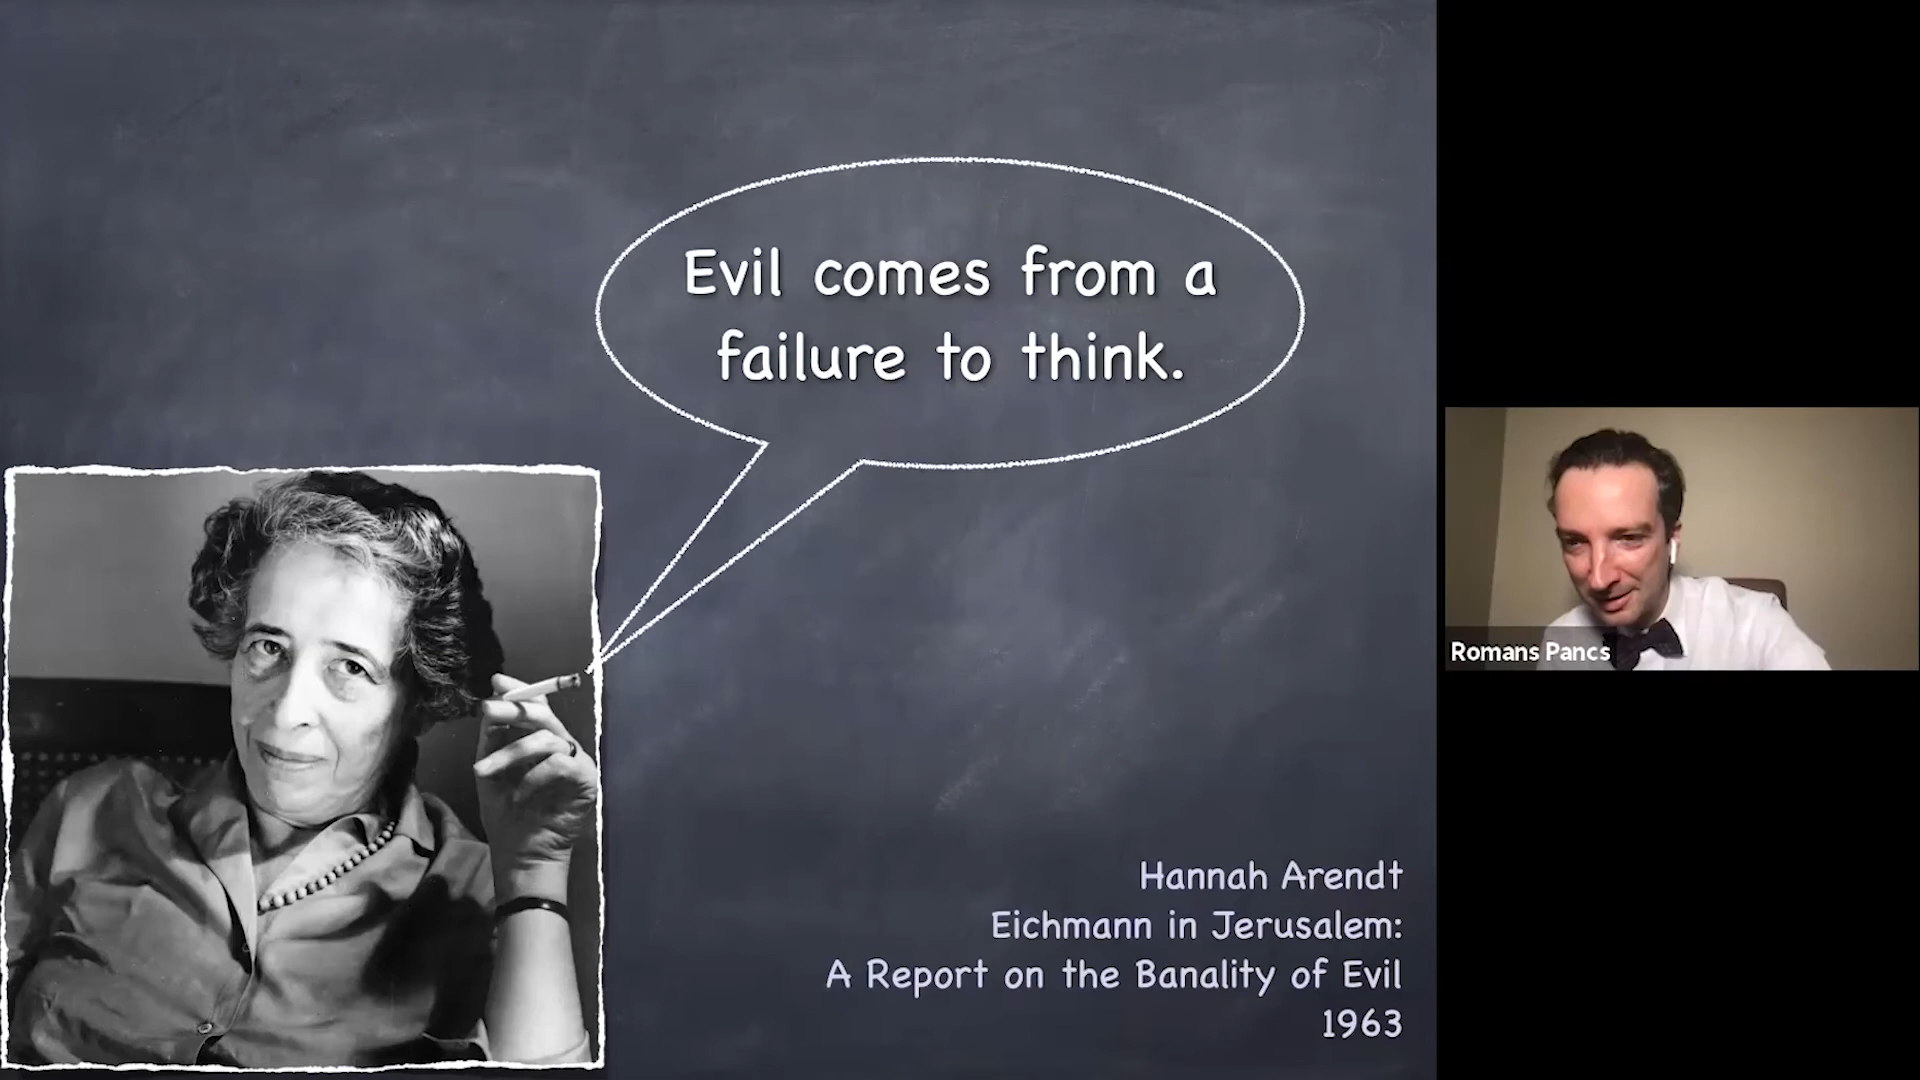 Evil comes from a
failure to think.
Hannah Arendt
Eichmann in Jerusalem:
A Report on the Banality of Evil
1963
Romans Pancs